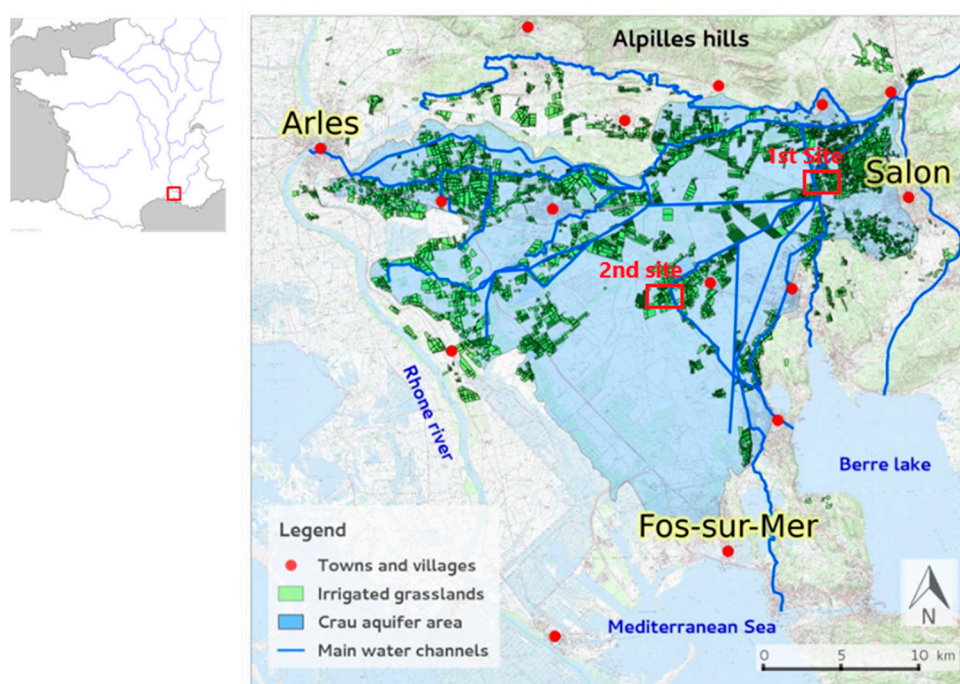 Alpilles hills
Arles
1st Site
Salon
2nd site
Rhone river
Berre lake
Fos-sur-Mer
Mediterranean Sea
Legend
Towns and villages
Irrigated grasslands
Crau aquifer area
Main water channels
N
0 5 10 km